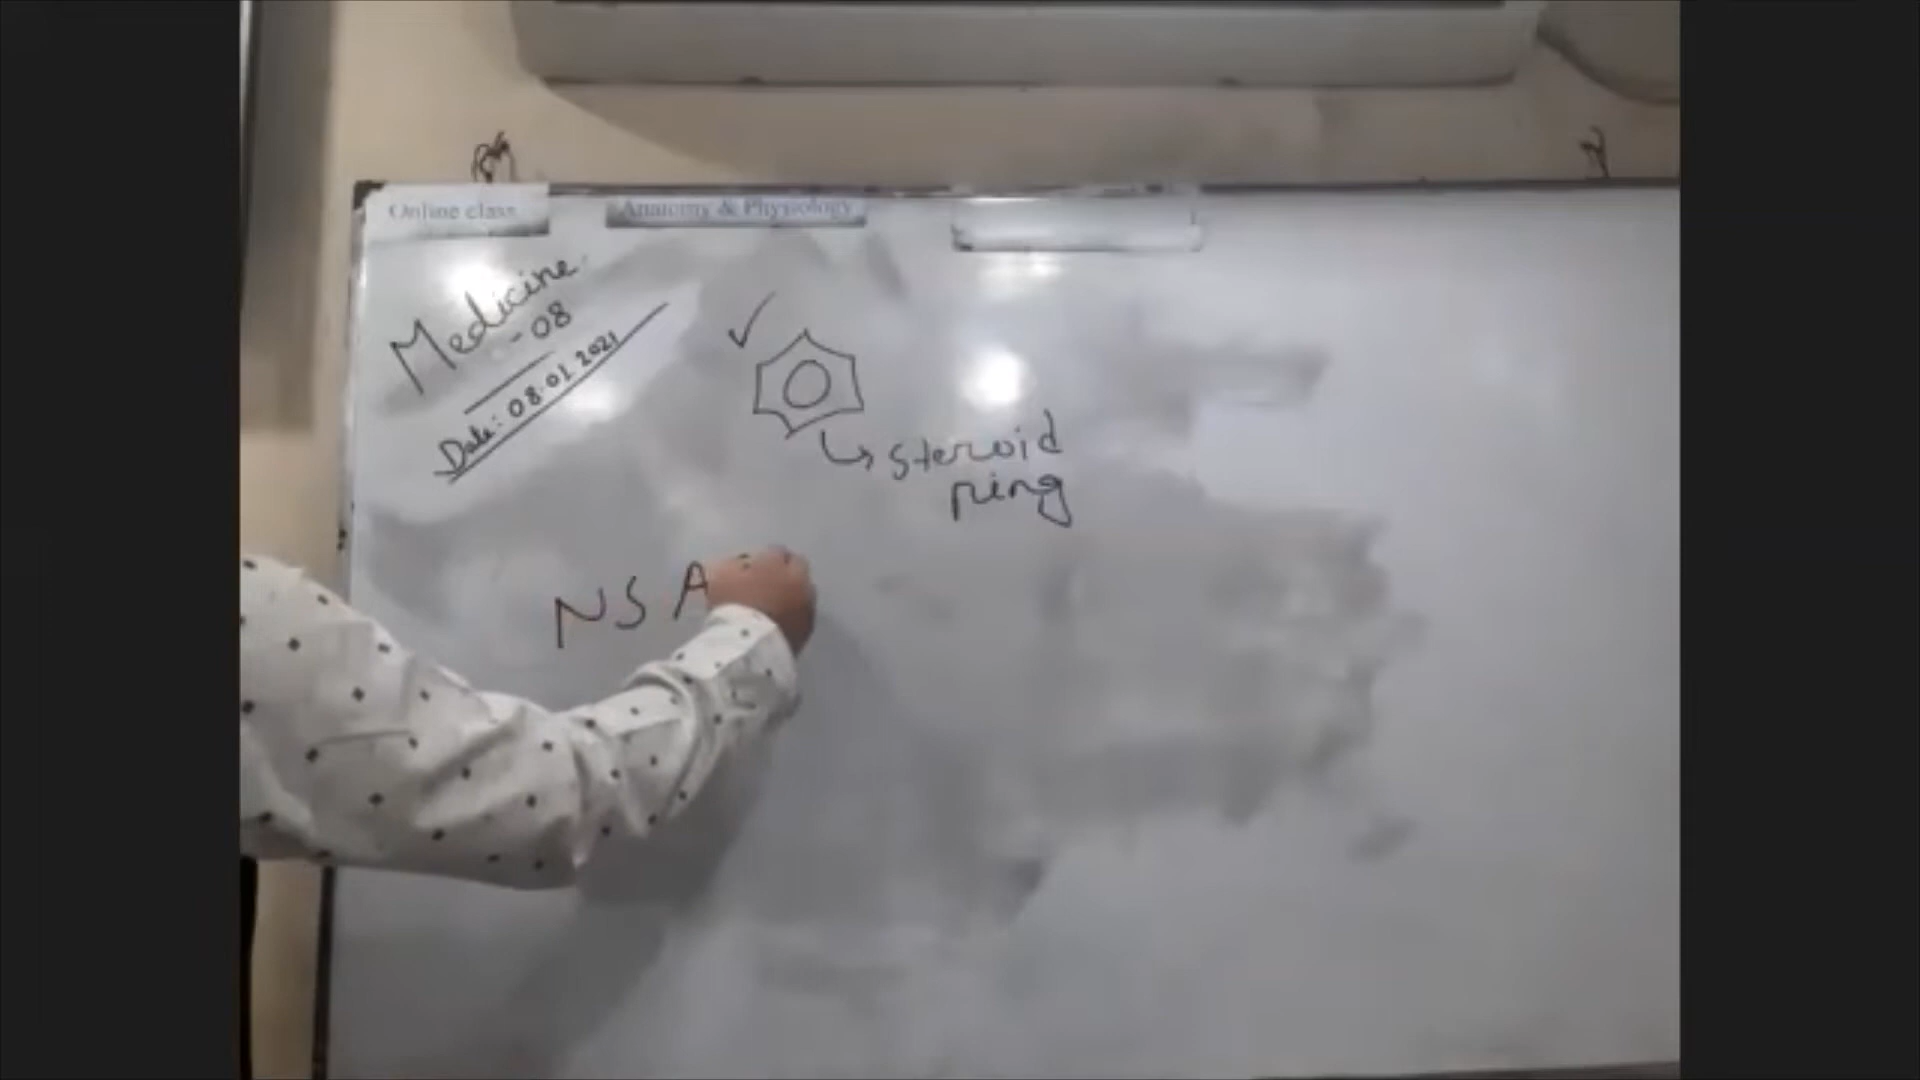 Online class
Anatomy & Physiology
Medicine
-08
Date: 08.01.2021
steroid
ring
NSA